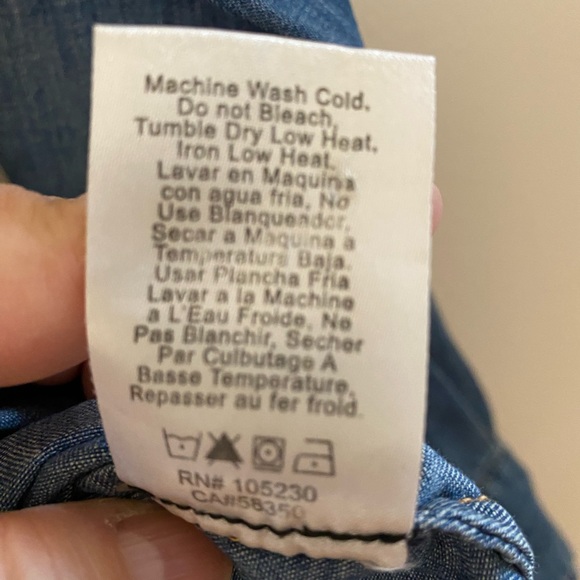 Machine Wash Cold.
Do not Bleach,
Tumble Dry Low Heat.
Iron Low Heat.
Lavar en Maquina
con agua fria, No
Use Blanqueador,
Secar a Maquina a
Temperature Baja.
Usar Plancha Fria
Lavar a la Machine
a L'Eau Froide, Ne
Pas Blanchir, Secher
Par Culbutage A
Basse Temperature,
Repasser au fer froid.
RN# 105230
CA#58350